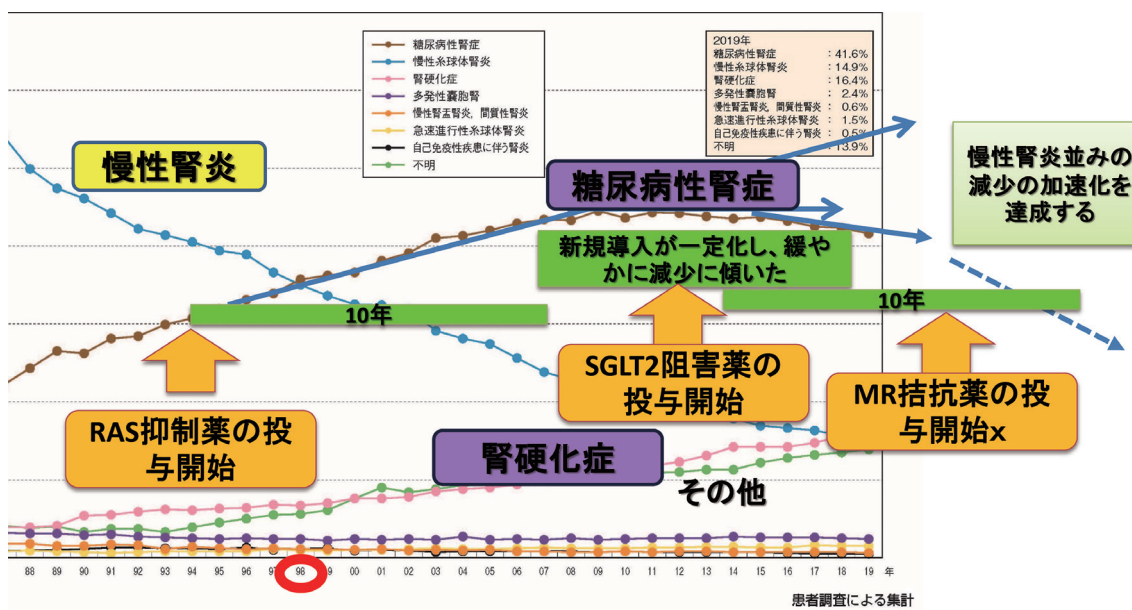 糖尿病性腎症
慢性糸球体腎炎
腎硬化症
多発性嚢胞腎
慢性腎盂腎炎，間質性腎炎
急速進行性糸球体腎炎
自己免疫性疾患に伴う腎炎
不明
2019年
糖尿病性腎症 : 41.6%
慢性糸球体腎炎 : 14.9%
腎硬化症 : 16.4%
多発性嚢胞腎 : 2.4%
慢性腎盂腎炎，間質性腎炎 : 0.6%
急速進行性糸球体腎炎 : 1.5%
自己免疫性疾患に伴う腎炎 : 0.5%
不明 : 13.9%
慢性腎炎
糖尿病性腎症
慢性腎炎並みの
減少の加速化を
達成する
新規導入が一定化し、緩や
かに減少に傾いた
10年
10年
RAS抑制薬の投
与開始
SGLT2阻害薬の
投与開始
MR拮抗薬の投
与開始x
腎硬化症
その他
88 89 90 91 92 93 94 95 96 97 98 99 00 01 02 03 04 05 06 07 08 09 10 11 12 13 14 15 16 17 18 19 年
患者調査による集計